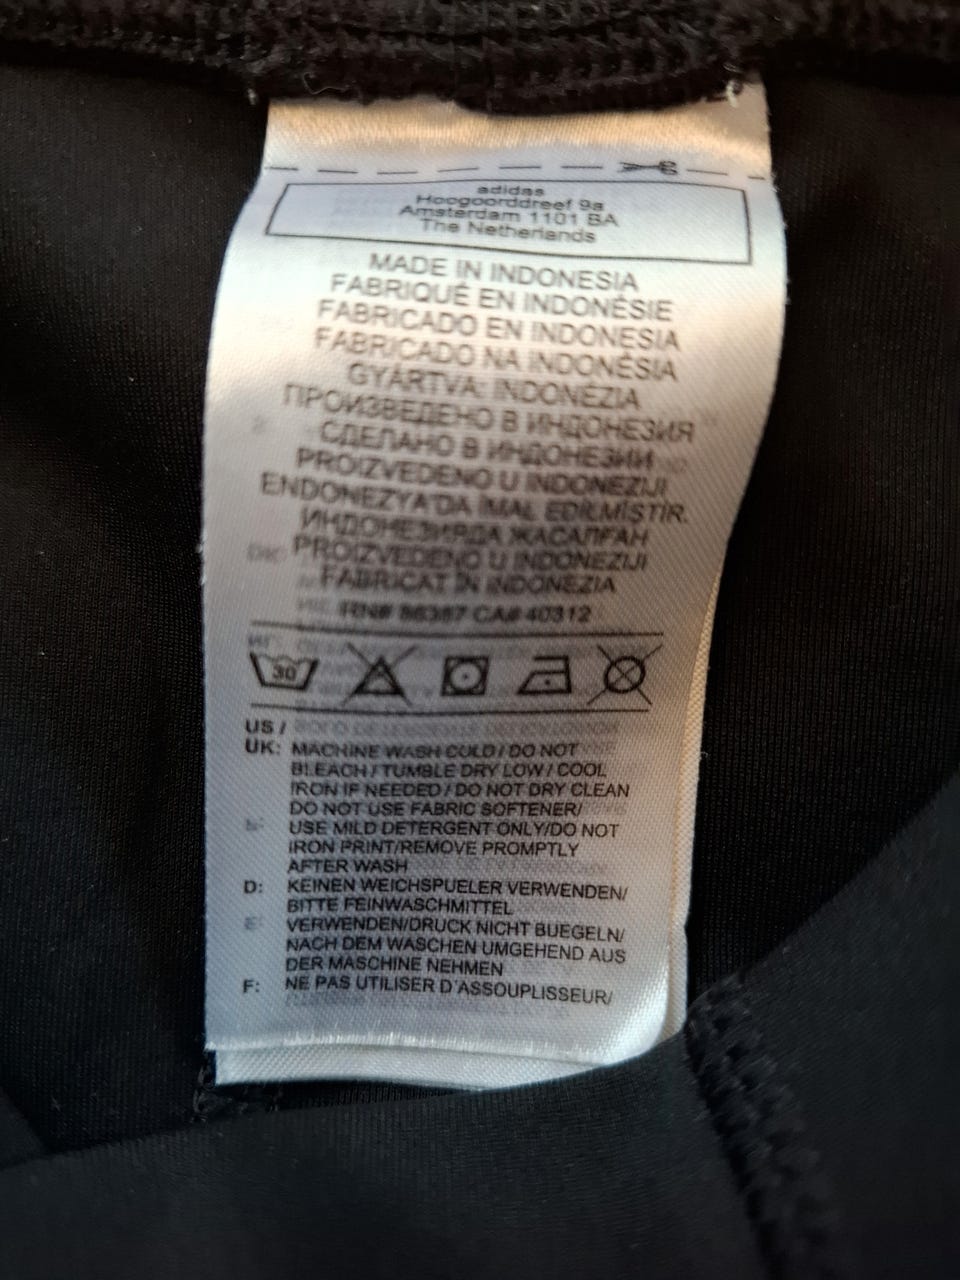 adidas
Hoogoorddreef 9a
Amsterdam 1101 BA
The Netherlands
MADE IN INDONESIA
FABRIQUÉ EN INDONÉSIE
FABRICADO EN INDONESIA
FABRICADO NA INDONÉSIA
GYÁRTVA: INDONÉZIA
ПРОИЗВЕДЕНО В ИНДОНЕЗИЯ
СДЕЛАНО В ИНДОНЕЗИИ
PROIZVEDENO U INDONEZIJI
ENDONEZYA'DA İMAL EDİLMİŞTİR.
ИНДОНЕЗИЯДА ЖАСАЛҒАН
PROIZVEDENO U INDONEZIJI
FABRICAT ÎN INDONEZIA
RN# 88387 CA# 40312
30
US /
UK: MACHINE WASH COLD / DO NOT
BLEACH / TUMBLE DRY LOW / COOL
IRON IF NEEDED / DO NOT DRY CLEAN
DO NOT USE FABRIC SOFTENER/
USE MILD DETERGENT ONLY/DO NOT
IRON PRINT/REMOVE PROMPTLY
AFTER WASH
D: KEINEN WEICHSPUELER VERWENDEN/
BITTE FEINWASCHMITTEL
VERWENDEN/DRUCK NICHT BUEGELN/
NACH DEM WASCHEN UMGEHEND AUS
DER MASCHINE NEHMEN
F: NE PAS UTILISER D'ASSOUPLISSEUR/